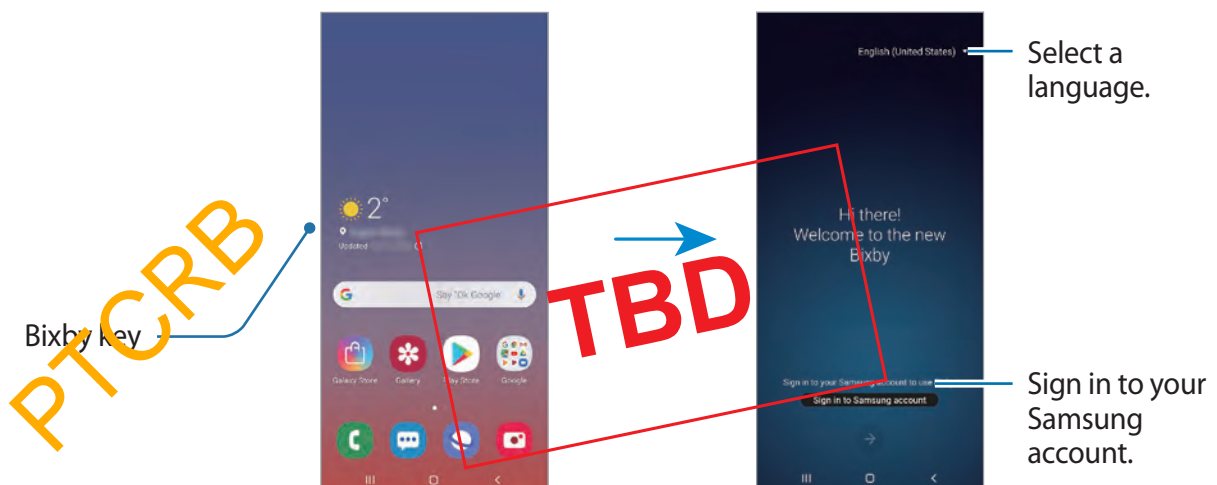 English (United States)
Select a
language.
2°
Updated
Hi there!
Welcome to the new
Bixby
Say "Ok Google"
TBD
PTCRB
Bixby key
Galaxy Store
Gallery
Play Store
Google
Sign in to your Samsung account to use
Sign in to Samsung account
Sign in to your
Samsung
account.